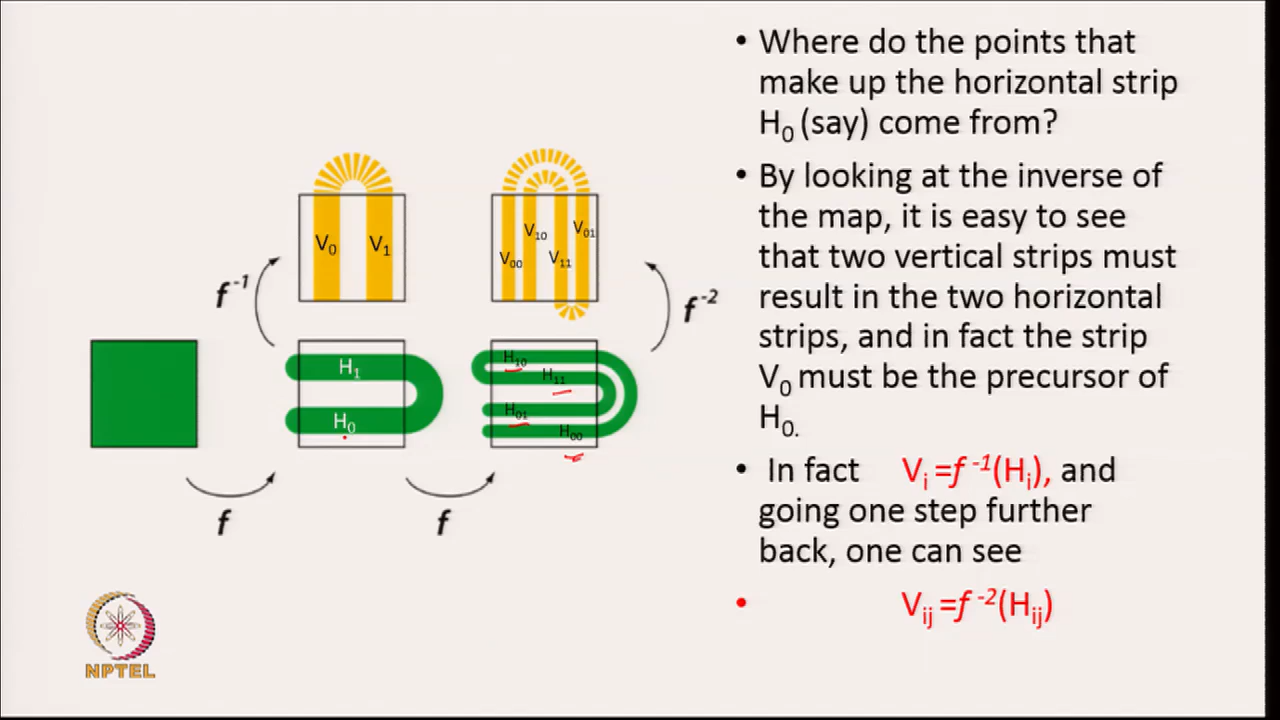 • Where do the points that
make up the horizontal strip
H0 (say) come from?
• By looking at the inverse of
the map, it is easy to see
that two vertical strips must
result in the two horizontal
strips, and in fact the strip
V0 must be the precursor of
H0.
• In fact Vi =f -1(Hi), and
going one step further
back, one can see
• Vij =f -2(Hij)
V0 V1
V10 V01
V00 V11
f -1
f -2
H1
H0
H10
H11
H01
H00
f
f
NPTEL